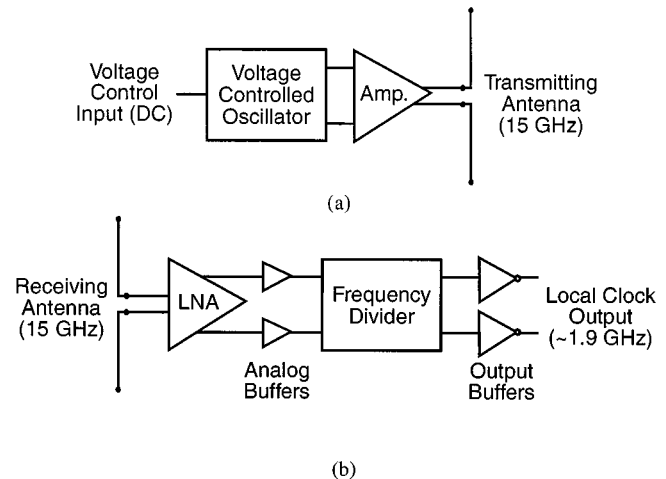 Voltage
Control
Input (DC)
Voltage
Controlled
Oscillator
Amp.
Transmitting
Antenna
(15 GHz)
(a)
Receiving
Antenna
(15 GHz)
LNA
Analog
Buffers
Frequency
Divider
Output
Buffers
Local Clock
Output
(~1.9 GHz)
(b)